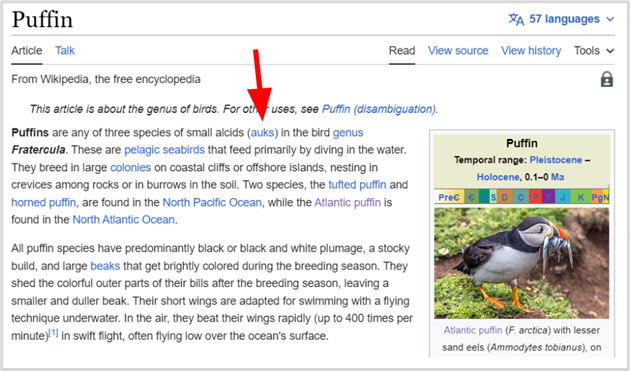 Puffin
57 languages
Article Talk Read View source View history Tools
From Wikipedia, the free encyclopedia
This article is about the genus of birds. For other uses, see Puffin (disambiguation).
Puffins are any of three species of small alcids (auks) in the bird genus
Fratercula. These are pelagic seabirds that feed primarily by diving in the water.
They breed in large colonies on coastal cliffs or offshore islands, nesting in
crevices among rocks or in burrows in the soil. Two species, the tufted puffin and
horned puffin, are found in the North Pacific Ocean, while the Atlantic puffin is
found in the North Atlantic Ocean.
All puffin species have predominantly black or black and white plumage, a stocky
build, and large beaks that get brightly colored during the breeding season. They
shed the colorful outer parts of their bills after the breeding season, leaving a
smaller and duller beak. Their short wings are adapted for swimming with a flying
technique underwater. In the air, they beat their wings rapidly (up to 400 times per
minute)[1] in swift flight, often flying low over the ocean's surface.
Puffin
Temporal range: Pleistocene –
Holocene, 0.1–0 Ma
PreꞒ Ꞓ S D C P T J K PgN
Atlantic puffin (F. arctica) with lesser
sand eels (Ammodytes tobianus), on